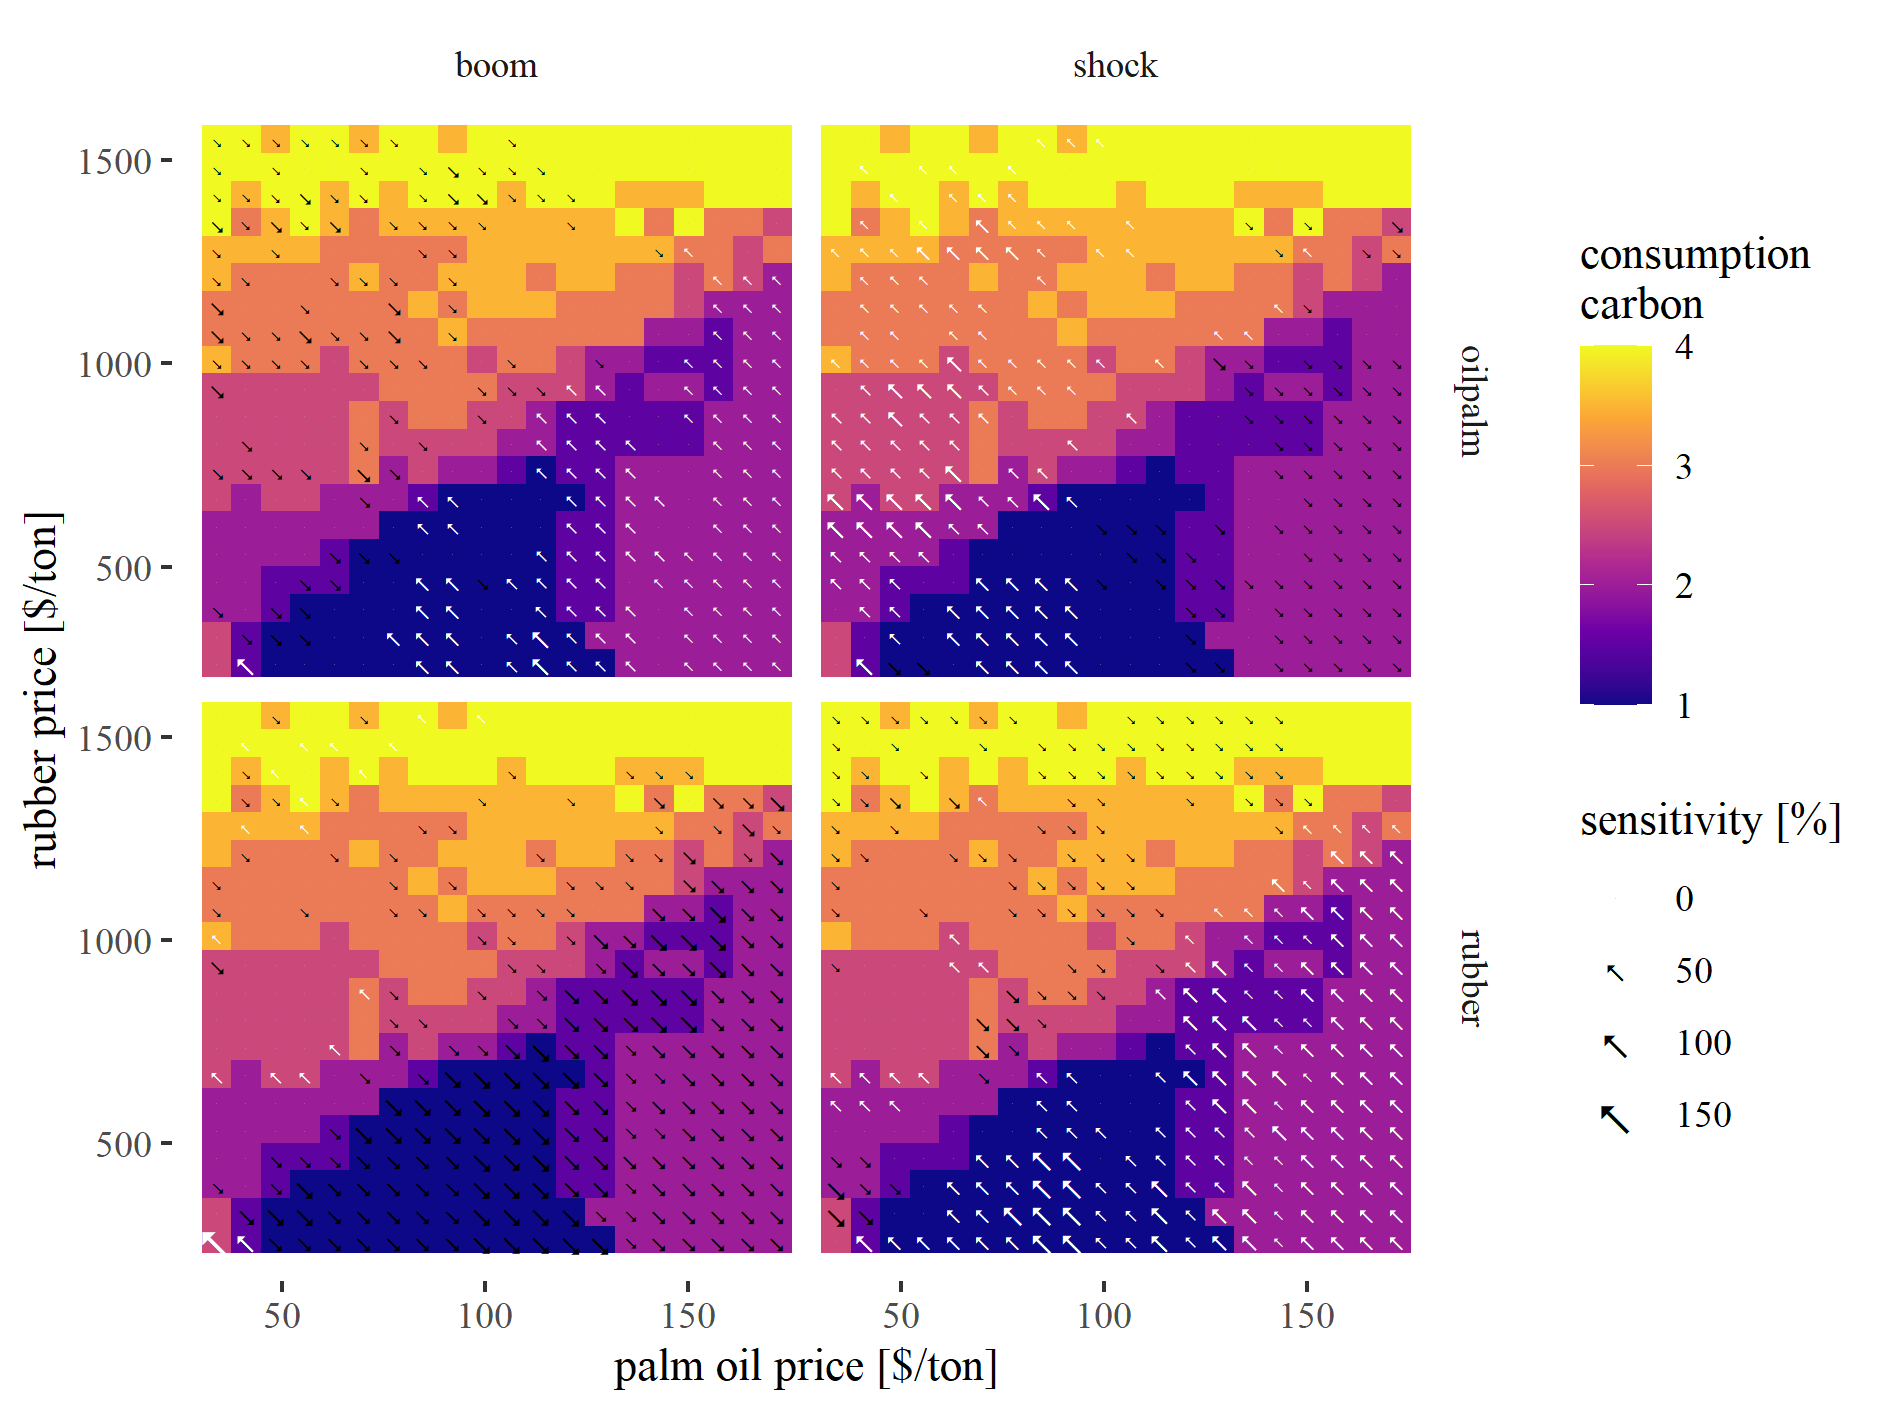 boom
shock
1500
1000
500
oilpalm
1500
1000
500
rubber
50
100
150
50
100
150
palm oil price [$/ton]
rubber price [$/ton]
consumption
carbon
4
3
2
1
sensitivity [%]
0
50
100
150